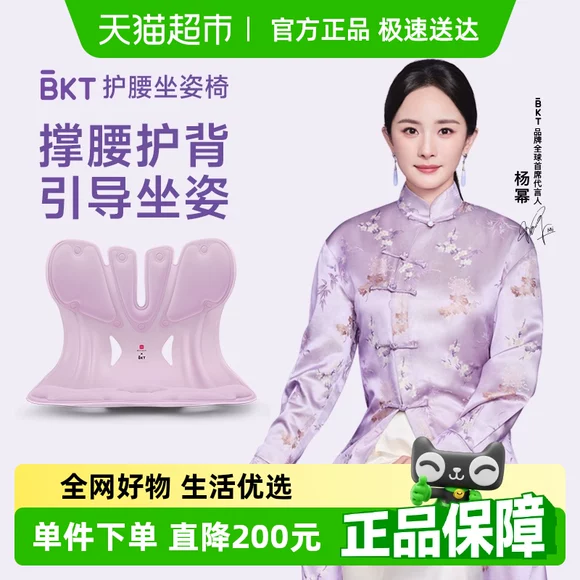 天猫超市 | 官方正品 极速送达
BKT 护腰坐姿椅
撑腰护背
引导坐姿
BKT 品牌全球首席代言人
杨幂
BKT
全网好物 生活优选
单件下单 直降200元
正品保障